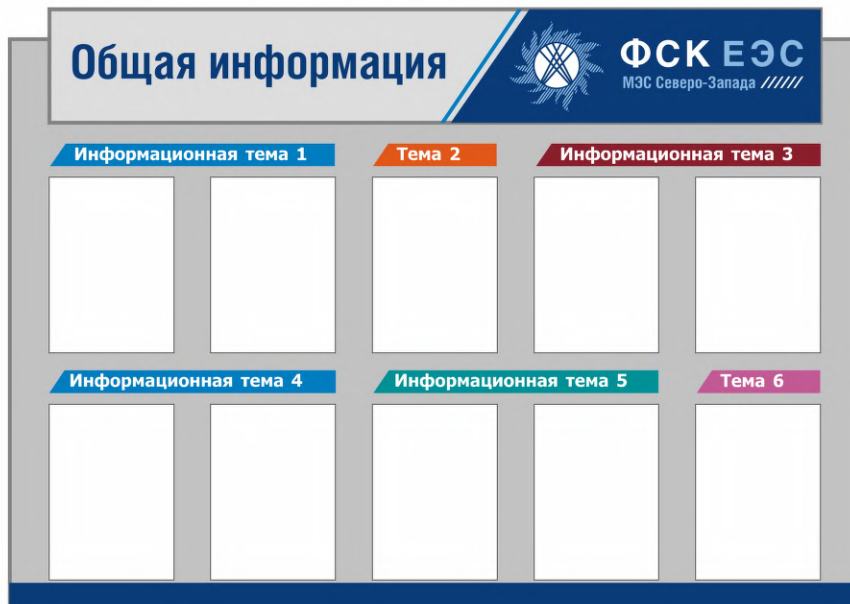 Общая информация
ФСК ЕЭС
МЭС Северо-Запада //////
Информационная тема 1
Тема 2
Информационная тема 3
Информационная тема 4
Информационная тема 5
Тема 6